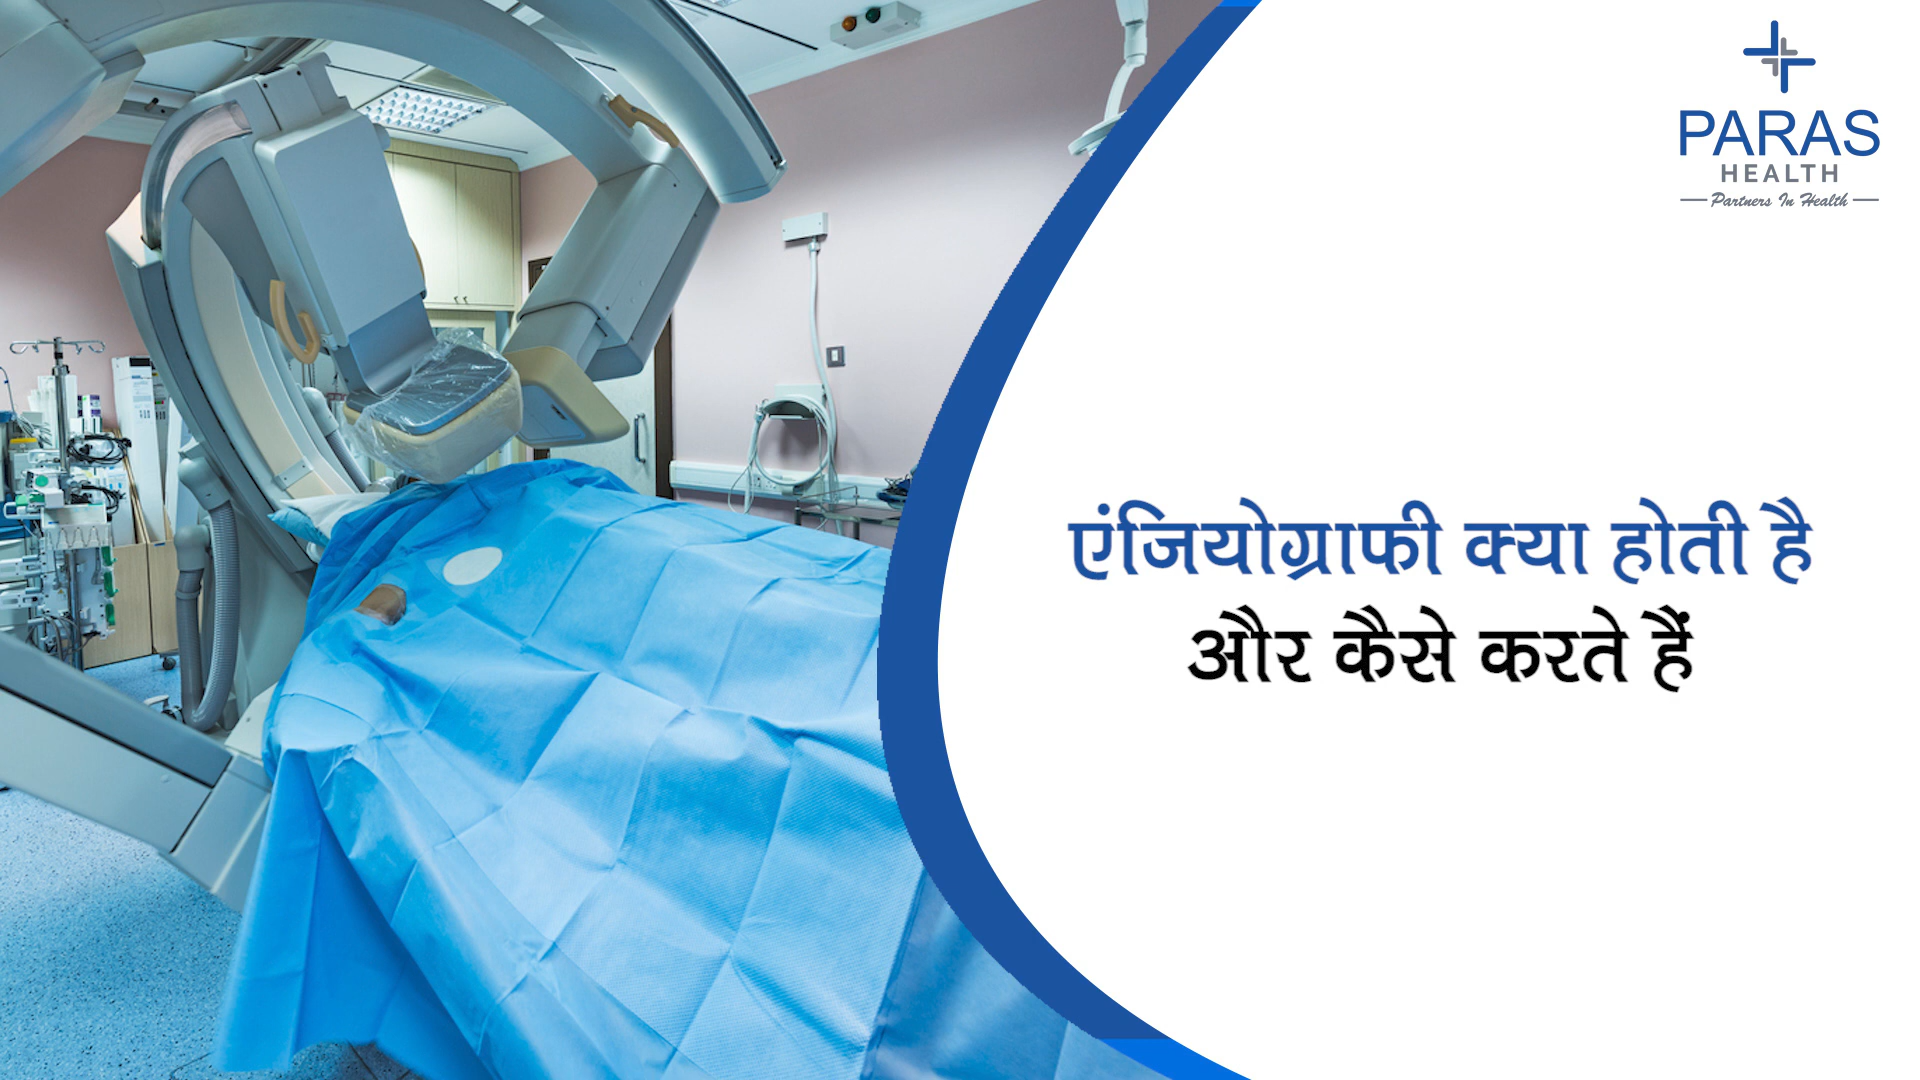 PARAS
HEALTH
Partners In Health
एंजियोग्राफी क्या होती है
और कैसे करते हैं